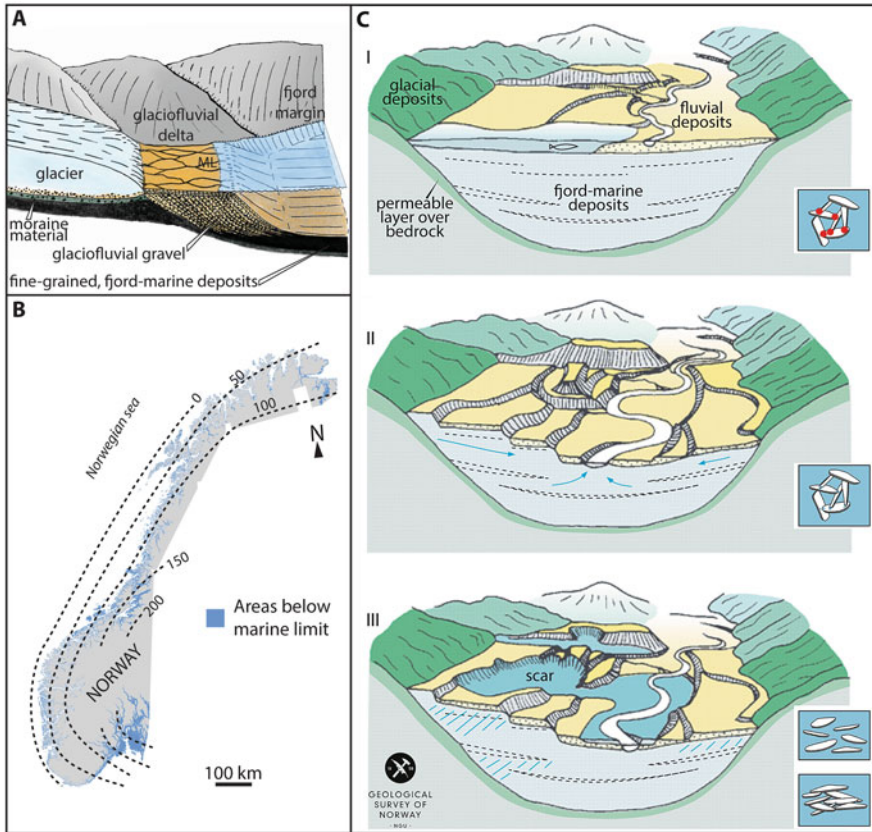 A
glaciofluvial
delta
fjord
margin
ML
glacier
moraine
material
glaciofluvial gravel
fine-grained, fjord-marine deposits
B
0
50
100
Norwegian sea
N
150
200
Areas below
marine limit
NORWAY
100 km
C
I
glacial
deposits
fluvial
deposits
fjord-marine
deposits
permeable
layer over
bedrock
II
III
scar
GEOLOGICAL
SURVEY OF
NORWAY
- NGU -